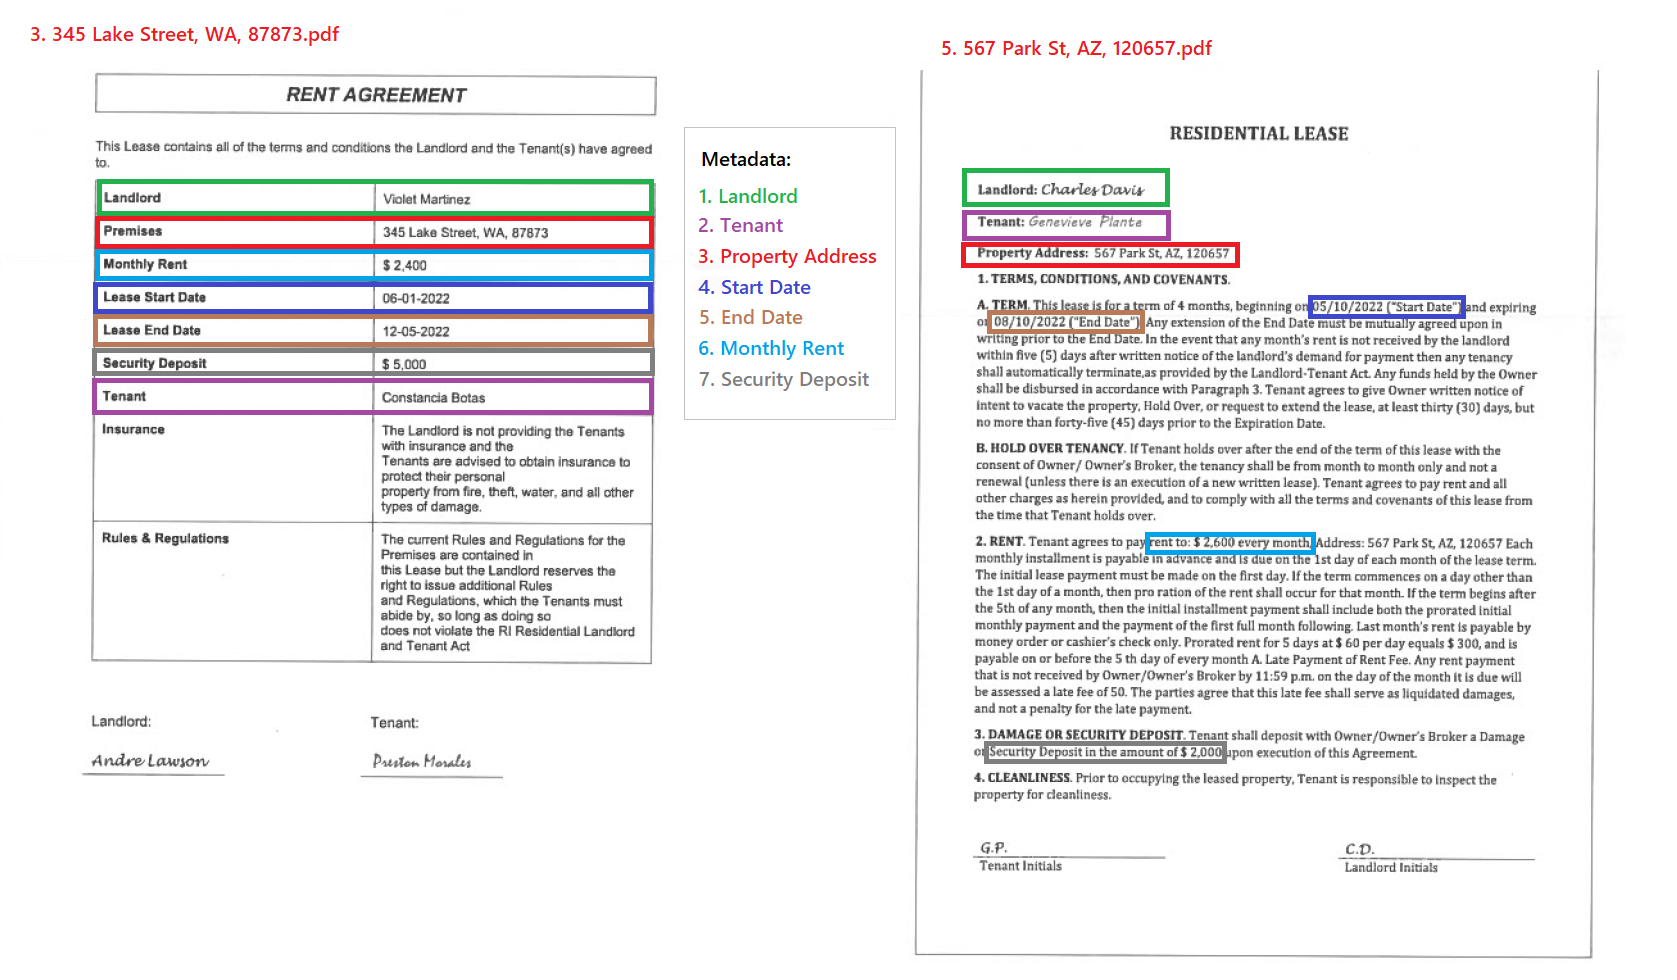 3. 345 Lake Street, WA, 87873.pdf
RENT AGREEMENT
This Lease contains all of the terms and conditions the Landlord and the Tenant(s) have agreed
to.
Landlord Violet Martinez
Premises 345 Lake Street, WA, 87873
Monthly Rent $ 2,400
Lease Start Date 06-01-2022
Lease End Date 12-05-2022
Security Deposit $ 5,000
Tenant Constancia Botas
Insurance The Landlord is not providing the Tenants
with insurance and the
Tenants are advised to obtain insurance to
protect their personal
property from fire, theft, water, and all other
types of damage.
Rules & Regulations The current Rules and Regulations for the
Premises are contained in
this Lease but the Landlord reserves the
right to issue additional Rules
and Regulations, which the Tenants must
abide by, so long as doing so
does not violate the RI Residential Landlord
and Tenant Act
Landlord: Tenant:
Andre Lawson Preston Morales
Metadata:
1. Landlord
2. Tenant
3. Property Address
4. Start Date
5. End Date
6. Monthly Rent
7. Security Deposit
5. 567 Park St, AZ, 120657.pdf
RESIDENTIAL LEASE
Landlord: Charles Davis
Tenant: Genevieve Plante
Property Address: 567 Park St, AZ, 120657
1. TERMS, CONDITIONS, AND COVENANTS.
A. TERM. This lease is for a term of 4 months, beginning on 05/10/2022 ("Start Date") and expiring
on 08/10/2022 ("End Date") Any extension of the End Date must be mutually agreed upon in
writing prior to the End Date. In the event that any month's rent is not received by the landlord
within five (5) days after written notice of the landlord's demand for payment then any tenancy
shall automatically terminate,as provided by the Landlord-Tenant Act. Any funds held by the Owner
shall be disbursed in accordance with Paragraph 3. Tenant agrees to give Owner written notice of
intent to vacate the property, Hold Over, or request to extend the lease, at least thirty (30) days, but
no more than forty-five (45) days prior to the Expiration Date.
B. HOLD OVER TENANCY. If Tenant holds over after the end of the term of this lease with the
consent of Owner/ Owner's Broker, the tenancy shall be from month to month only and not a
renewal (unless there is an execution of a new written lease). Tenant agrees to pay rent and all
other charges as herein provided, and to comply with all the terms and covenants of this lease from
the time that Tenant holds over.
2. RENT. Tenant agrees to pay rent to: $ 2,600 every month, Address: 567 Park St, AZ, 120657 Each
monthly installment is payable in advance and is due on the 1st day of each month of the lease term.
The initial lease payment must be made on the first day. If the term commences on a day other than
the 1st day of a month, then pro ration of the rent shall occur for that month. If the term begins after
the 5th of any month, then the initial installment payment shall include both the prorated initial
monthly payment and the payment of the first full month following. Last month's rent is payable by
money order or cashier's check only. Prorated rent for 5 days at $ 60 per day equals $ 300, and is
payable on or before the 5 th day of every month A. Late Payment of Rent Fee. Any rent payment
that is not received by Owner/Owner's Broker by 11:59 p.m. on the day of the month it is due will
be assessed a late fee of 50. The parties agree that this late fee shall serve as liquidated damages,
and not a penalty for the late payment.
3. DAMAGE OR SECURITY DEPOSIT. Tenant shall deposit with Owner/Owner's Broker a Damage
or Security Deposit in the amount of $ 2,000 upon execution of this Agreement.
4. CLEANLINESS. Prior to occupying the leased property, Tenant is responsible to inspect the
property for cleanliness.
G.P. C.D.
Tenant Initials Landlord Initials